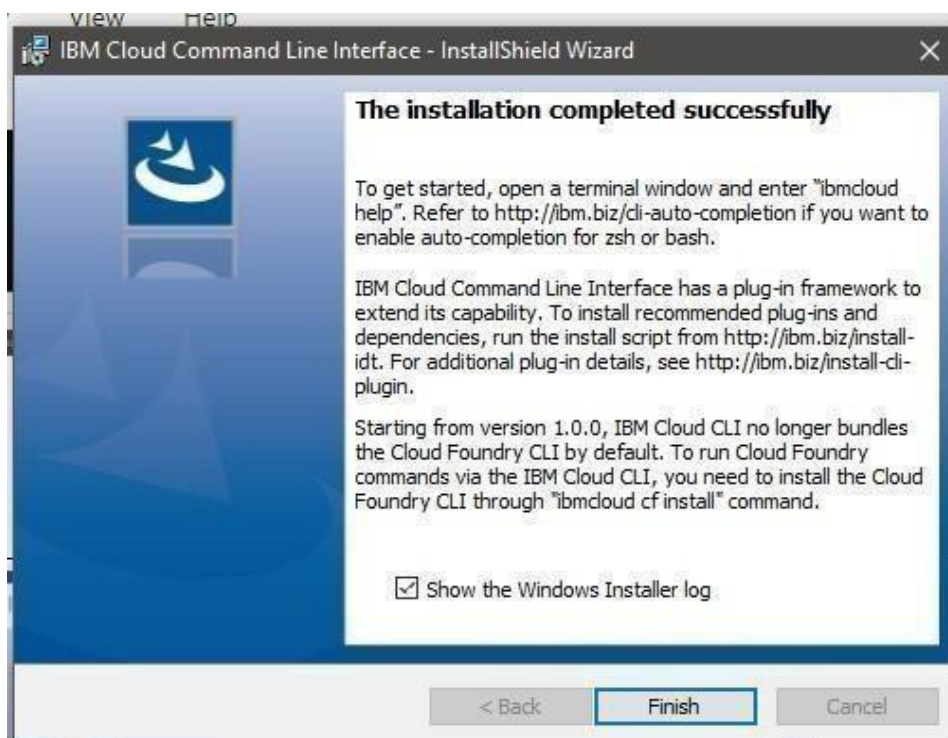 View Help
IBM Cloud Command Line Interface - InstallShield Wizard
The installation completed successfully
To get started, open a terminal window and enter "ibmcloud
help". Refer to http://ibm.biz/cli-auto-completion if you want to
enable auto-completion for zsh or bash.
IBM Cloud Command Line Interface has a plug-in framework to
extend its capability. To install recommended plug-ins and
dependencies, run the install script from http://ibm.biz/install-
idt. For additional plug-in details, see http://ibm.biz/install-cli-
plugin.
Starting from version 1.0.0, IBM Cloud CLI no longer bundles
the Cloud Foundry CLI by default. To run Cloud Foundry
commands via the IBM Cloud CLI, you need to install the Cloud
Foundry CLI through "ibmcloud cf install" command.
Show the Windows Installer log
< Back Finish Cancel